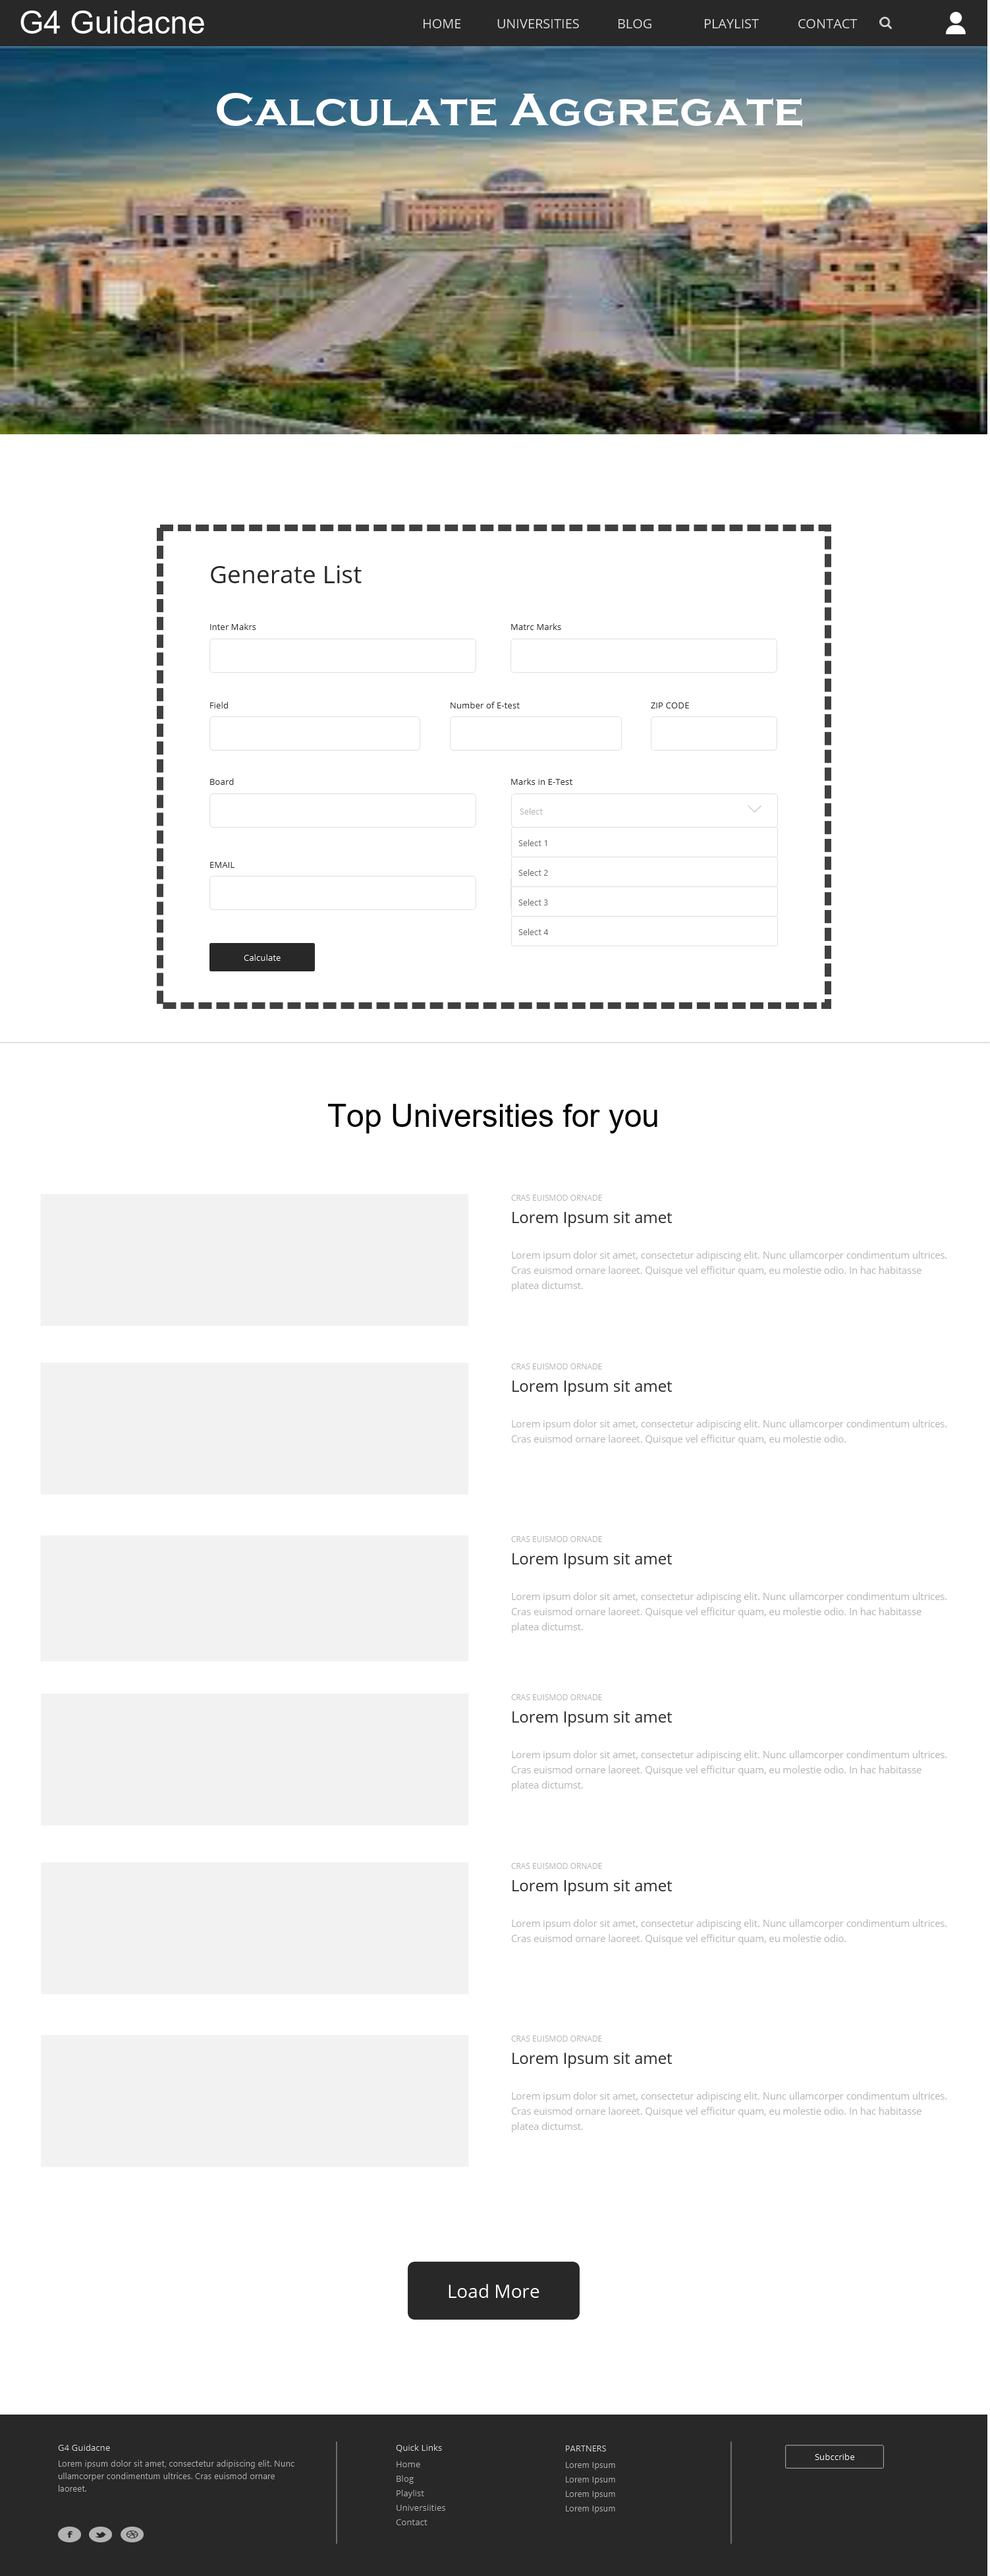 G4 Guidacne
HOME UNIVERSITIES BLOG PLAYLIST CONTACT
CALCULATE AGGREGATE
Generate List
Inter Makrs
Matrc Marks
Field
Number of E-test
ZIP CODE
Board
Marks in E-Test
Select
Select 1
Select 2
Select 3
Select 4
EMAIL
Calculate
Top Universities for you
CRAS EUISMOD ORNADE
Lorem Ipsum sit amet
Lorem ipsum dolor sit amet, consectetur adipiscing elit. Nunc ullamcorper condimentum ultrices.
Cras euismod ornare laoreet. Quisque vel efficitur quam, eu molestie odio. In hac habitasse
platea dictumst.
CRAS EUISMOD ORNADE
Lorem Ipsum sit amet
Lorem ipsum dolor sit amet, consectetur adipiscing elit. Nunc ullamcorper condimentum ultrices.
Cras euismod ornare laoreet. Quisque vel efficitur quam, eu molestie odio.
CRAS EUISMOD ORNADE
Lorem Ipsum sit amet
Lorem ipsum dolor sit amet, consectetur adipiscing elit. Nunc ullamcorper condimentum ultrices.
Cras euismod ornare laoreet. Quisque vel efficitur quam, eu molestie odio. In hac habitasse
platea dictumst.
CRAS EUISMOD ORNADE
Lorem Ipsum sit amet
Lorem ipsum dolor sit amet, consectetur adipiscing elit. Nunc ullamcorper condimentum ultrices.
Cras euismod ornare laoreet. Quisque vel efficitur quam, eu molestie odio. In hac habitasse
platea dictumst.
CRAS EUISMOD ORNADE
Lorem Ipsum sit amet
Lorem ipsum dolor sit amet, consectetur adipiscing elit. Nunc ullamcorper condimentum ultrices.
Cras euismod ornare laoreet. Quisque vel efficitur quam, eu molestie odio.
CRAS EUISMOD ORNADE
Lorem Ipsum sit amet
Lorem ipsum dolor sit amet, consectetur adipiscing elit. Nunc ullamcorper condimentum ultrices.
Cras euismod ornare laoreet. Quisque vel efficitur quam, eu molestie odio. In hac habitasse
platea dictumst.
Load More
G4 Guidacne
Lorem ipsum dolor sit amet, consectetur adipiscing elit. Nunc
ullamcorper condimentum ultrices. Cras euismod ornare
laoreet.
Quick Links
Home
Blog
Playlist
Universiities
Contact
PARTNERS
Lorem Ipsum
Lorem Ipsum
Lorem Ipsum
Lorem Ipsum
Subccribe